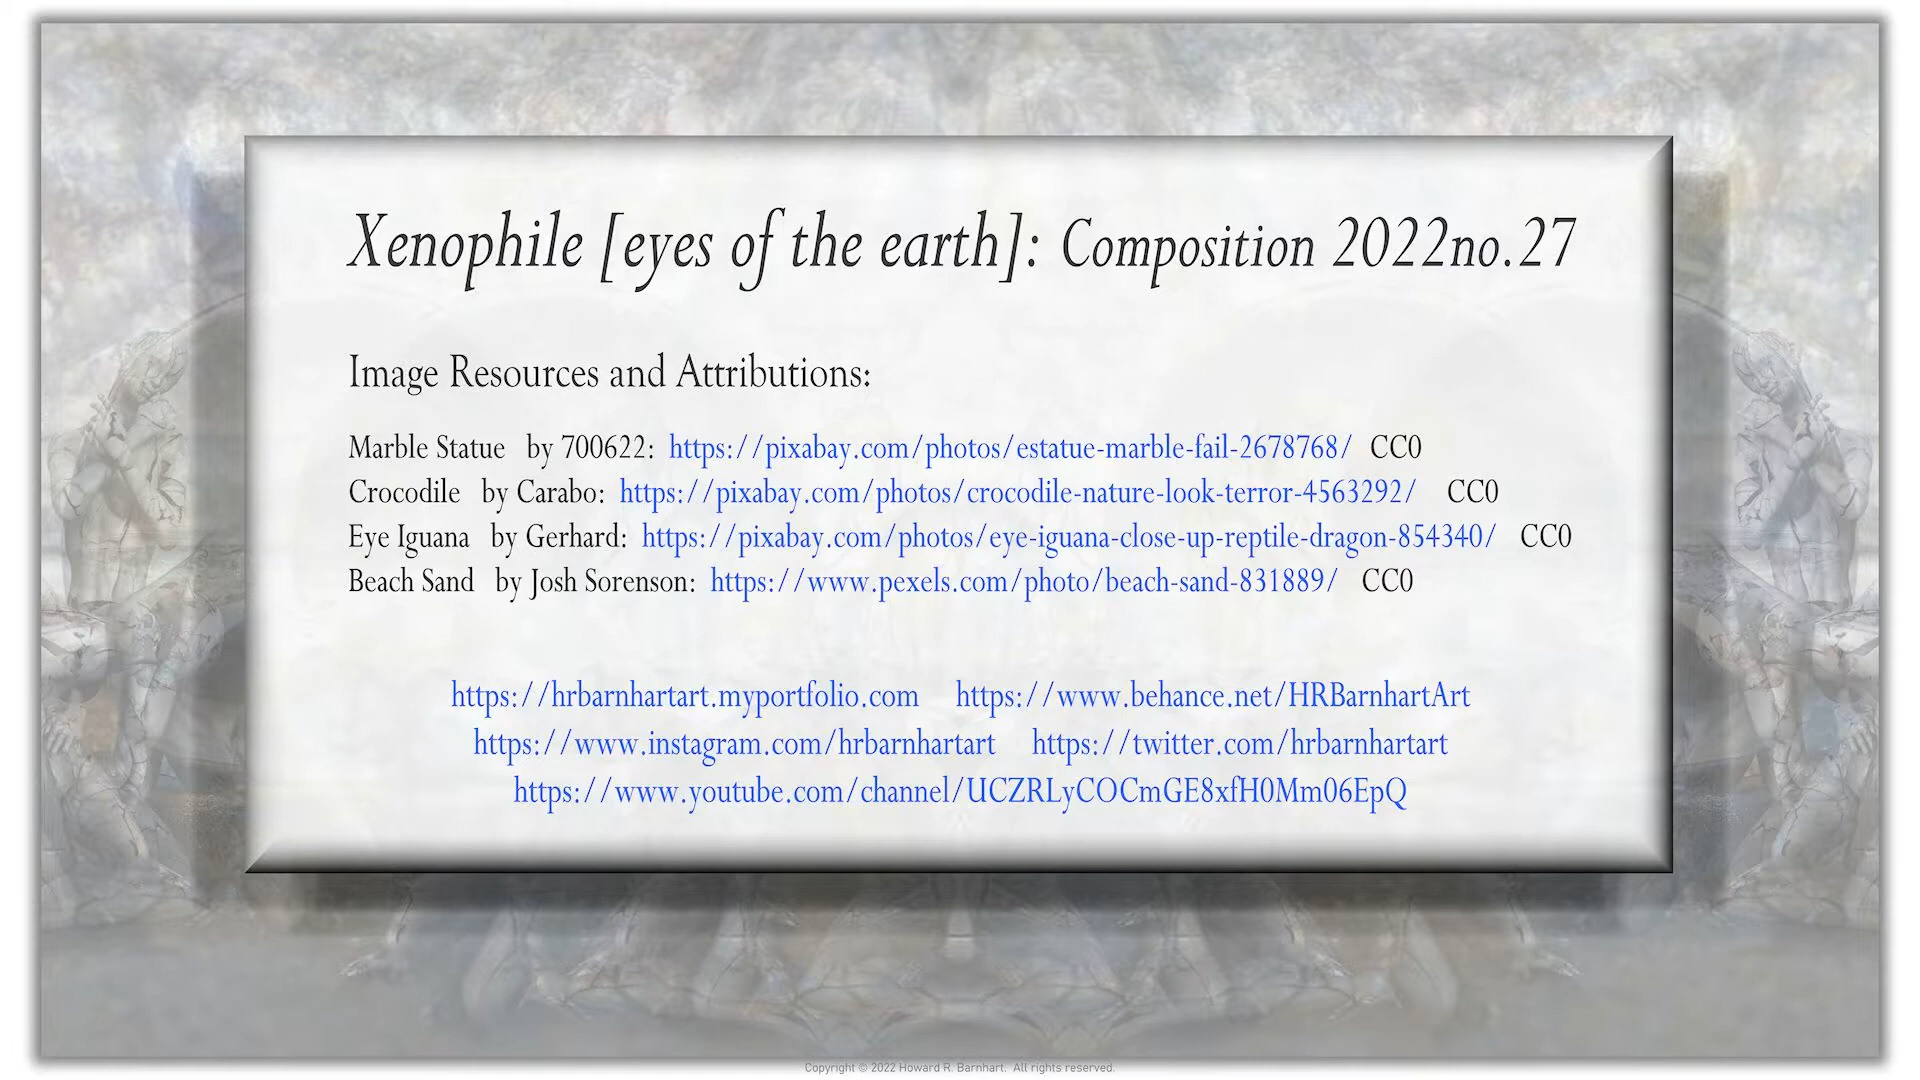 Xenophile [eyes of the earth]: Composition 2022no.27
Image Resources and Attributions:
Marble Statue by 700622: https://pixabay.com/photos/estatue-marble-fail-2678768/ CC0
Crocodile by Carabo: https://pixabay.com/photos/crocodile-nature-look-terror-4563292/ CC0
Eye Iguana by Gerhard: https://pixabay.com/photos/eye-iguana-close-up-reptile-dragon-854340/ CC0
Beach Sand by Josh Sorenson: https://www.pexels.com/photo/beach-sand-831889/ CC0
https://hrbarnhartart.myportfolio.com https://www.behance.net/HRBarnhartArt
https://www.instagram.com/hrbarnhartart https://twitter.com/hrbarnhartart
https://www.youtube.com/channel/UCZRLyCOCmGE8xfH0Mm06EpQ
Copyright © 2022 Howard R. Barnhart. All rights reserved.